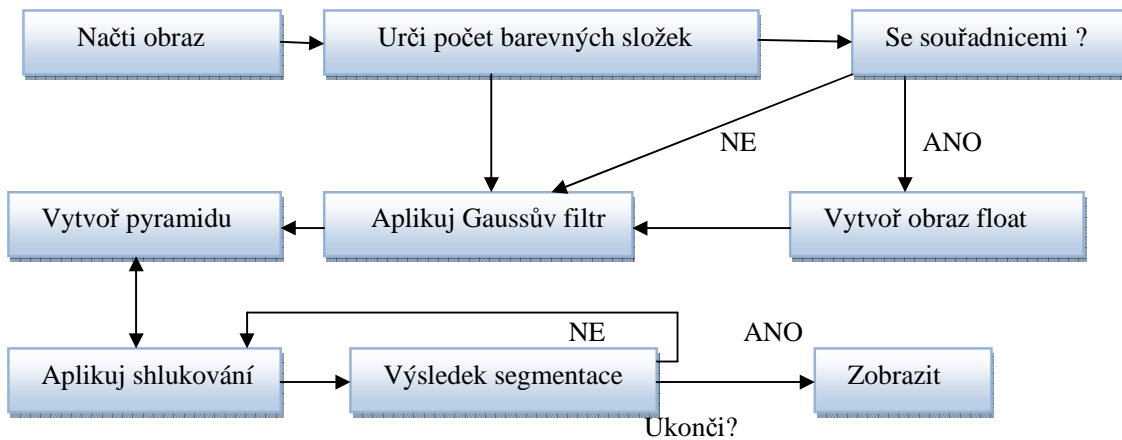 Načti obraz
Urči počet barevných složek
Se souřadnicemi ?
NE
ANO
Vytvoř pyramidu
Aplikuj Gaussův filtr
Vytvoř obraz float
NE
ANO
Aplikuj shlukování
Výsledek segmentace
Zobrazit
Ukonči?